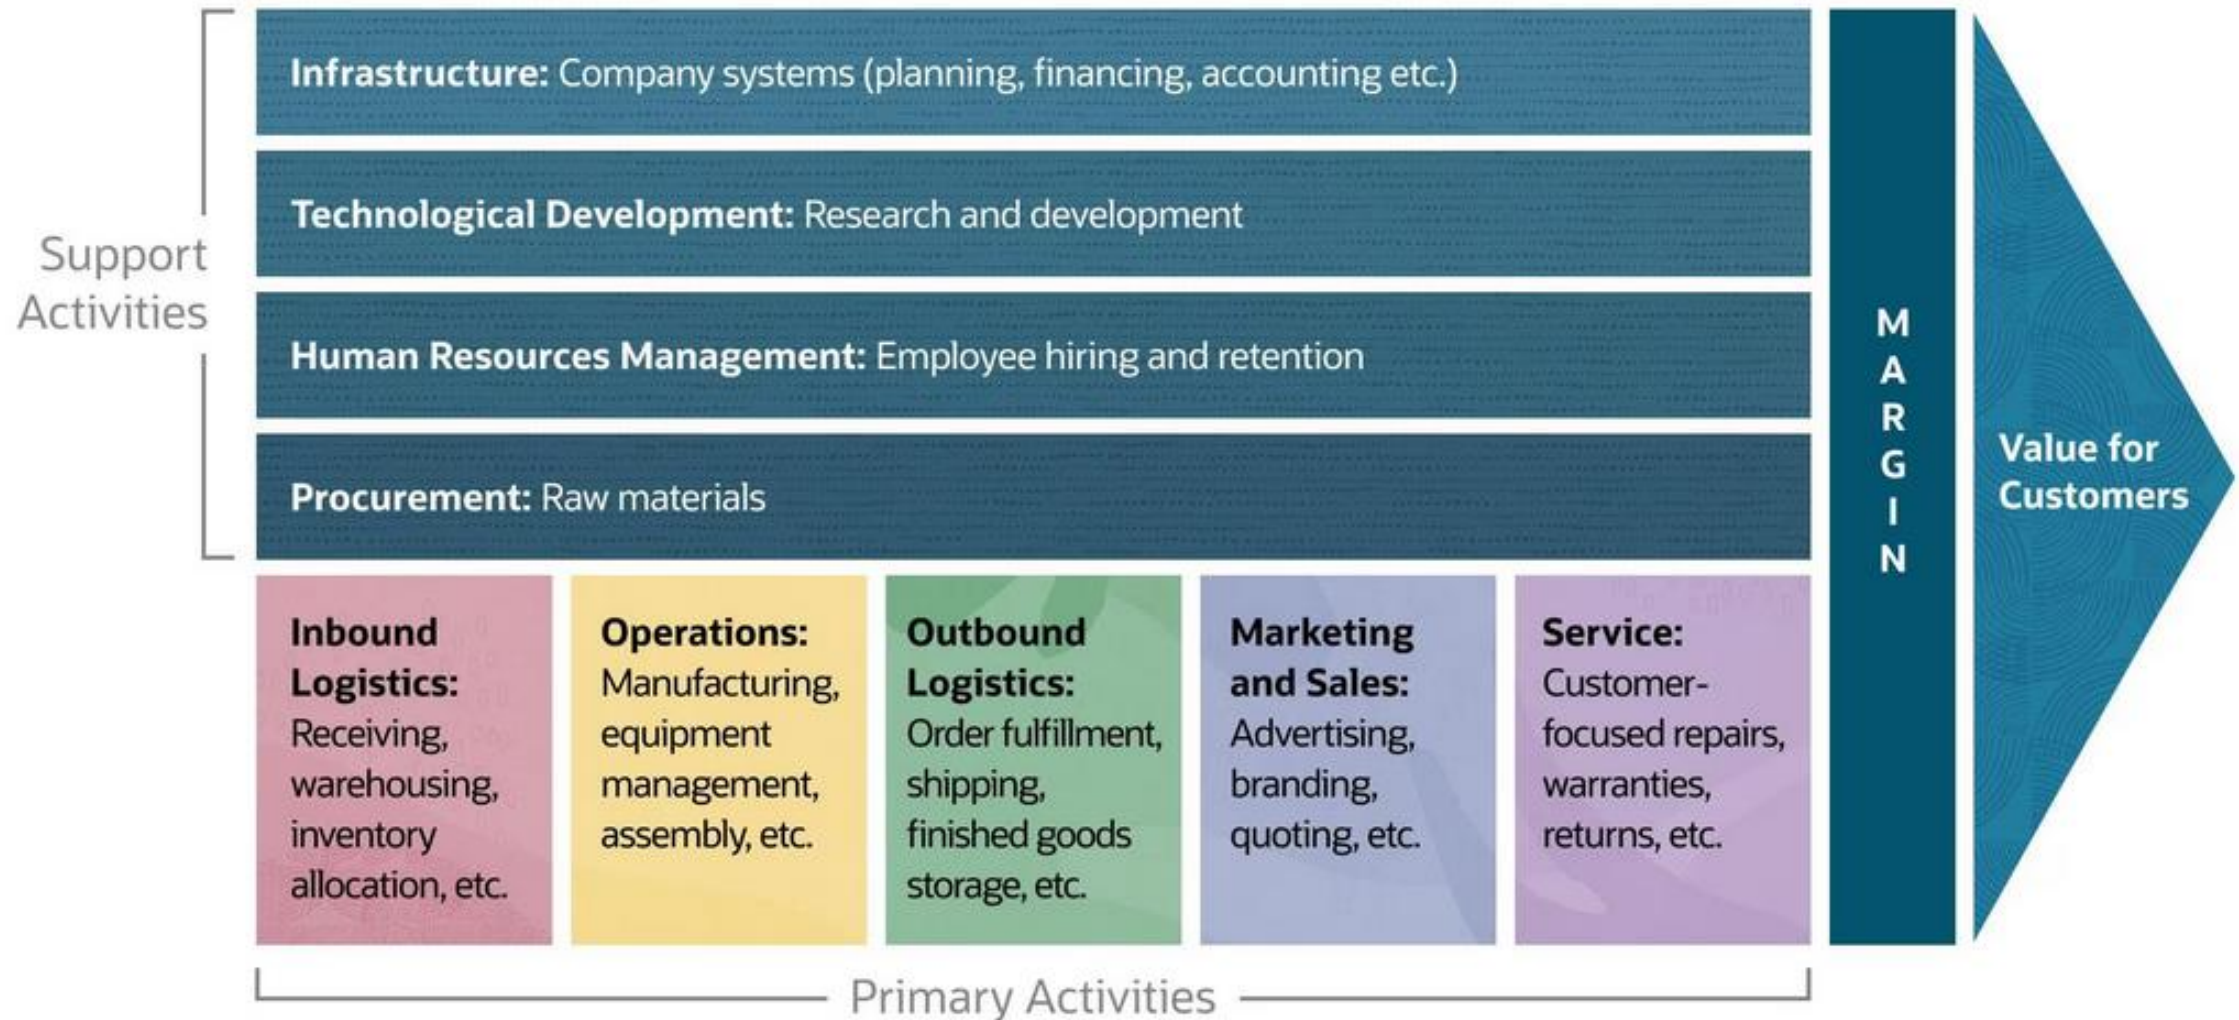 Support
Activities
Infrastructure: Company systems (planning, financing, accounting etc.)
Technological Development: Research and development
Human Resources Management: Employee hiring and retention
Procurement: Raw materials
Inbound
Logistics:
Receiving,
warehousing,
inventory
allocation, etc.
Operations:
Manufacturing,
equipment
management,
assembly, etc.
Outbound
Logistics:
Order fulfillment,
shipping,
finished goods
storage, etc.
Marketing
and Sales:
Advertising,
branding,
quoting, etc.
Service:
Customer-
focused repairs,
warranties,
returns, etc.
Primary Activities
M
A
R
G
I
N
Value for
Customers